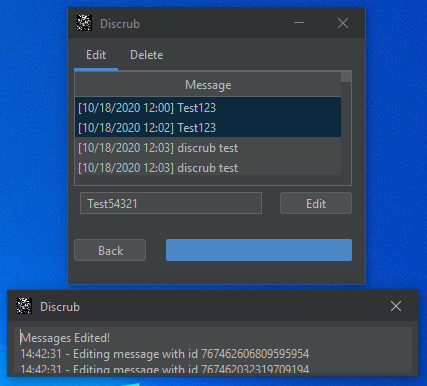 Discrub
Edit Delete
Message
[10/18/2020 12:00] Test123
[10/18/2020 12:02] Test123
[10/18/2020 12:03] discrub test
[10/18/2020 12:03] discrub test
Test54321 Edit
Back
Discrub
Messages Edited!
14:42:31 - Editing message with id 767462606809595954
14:42:31 - Editing message with id 767462032319709194